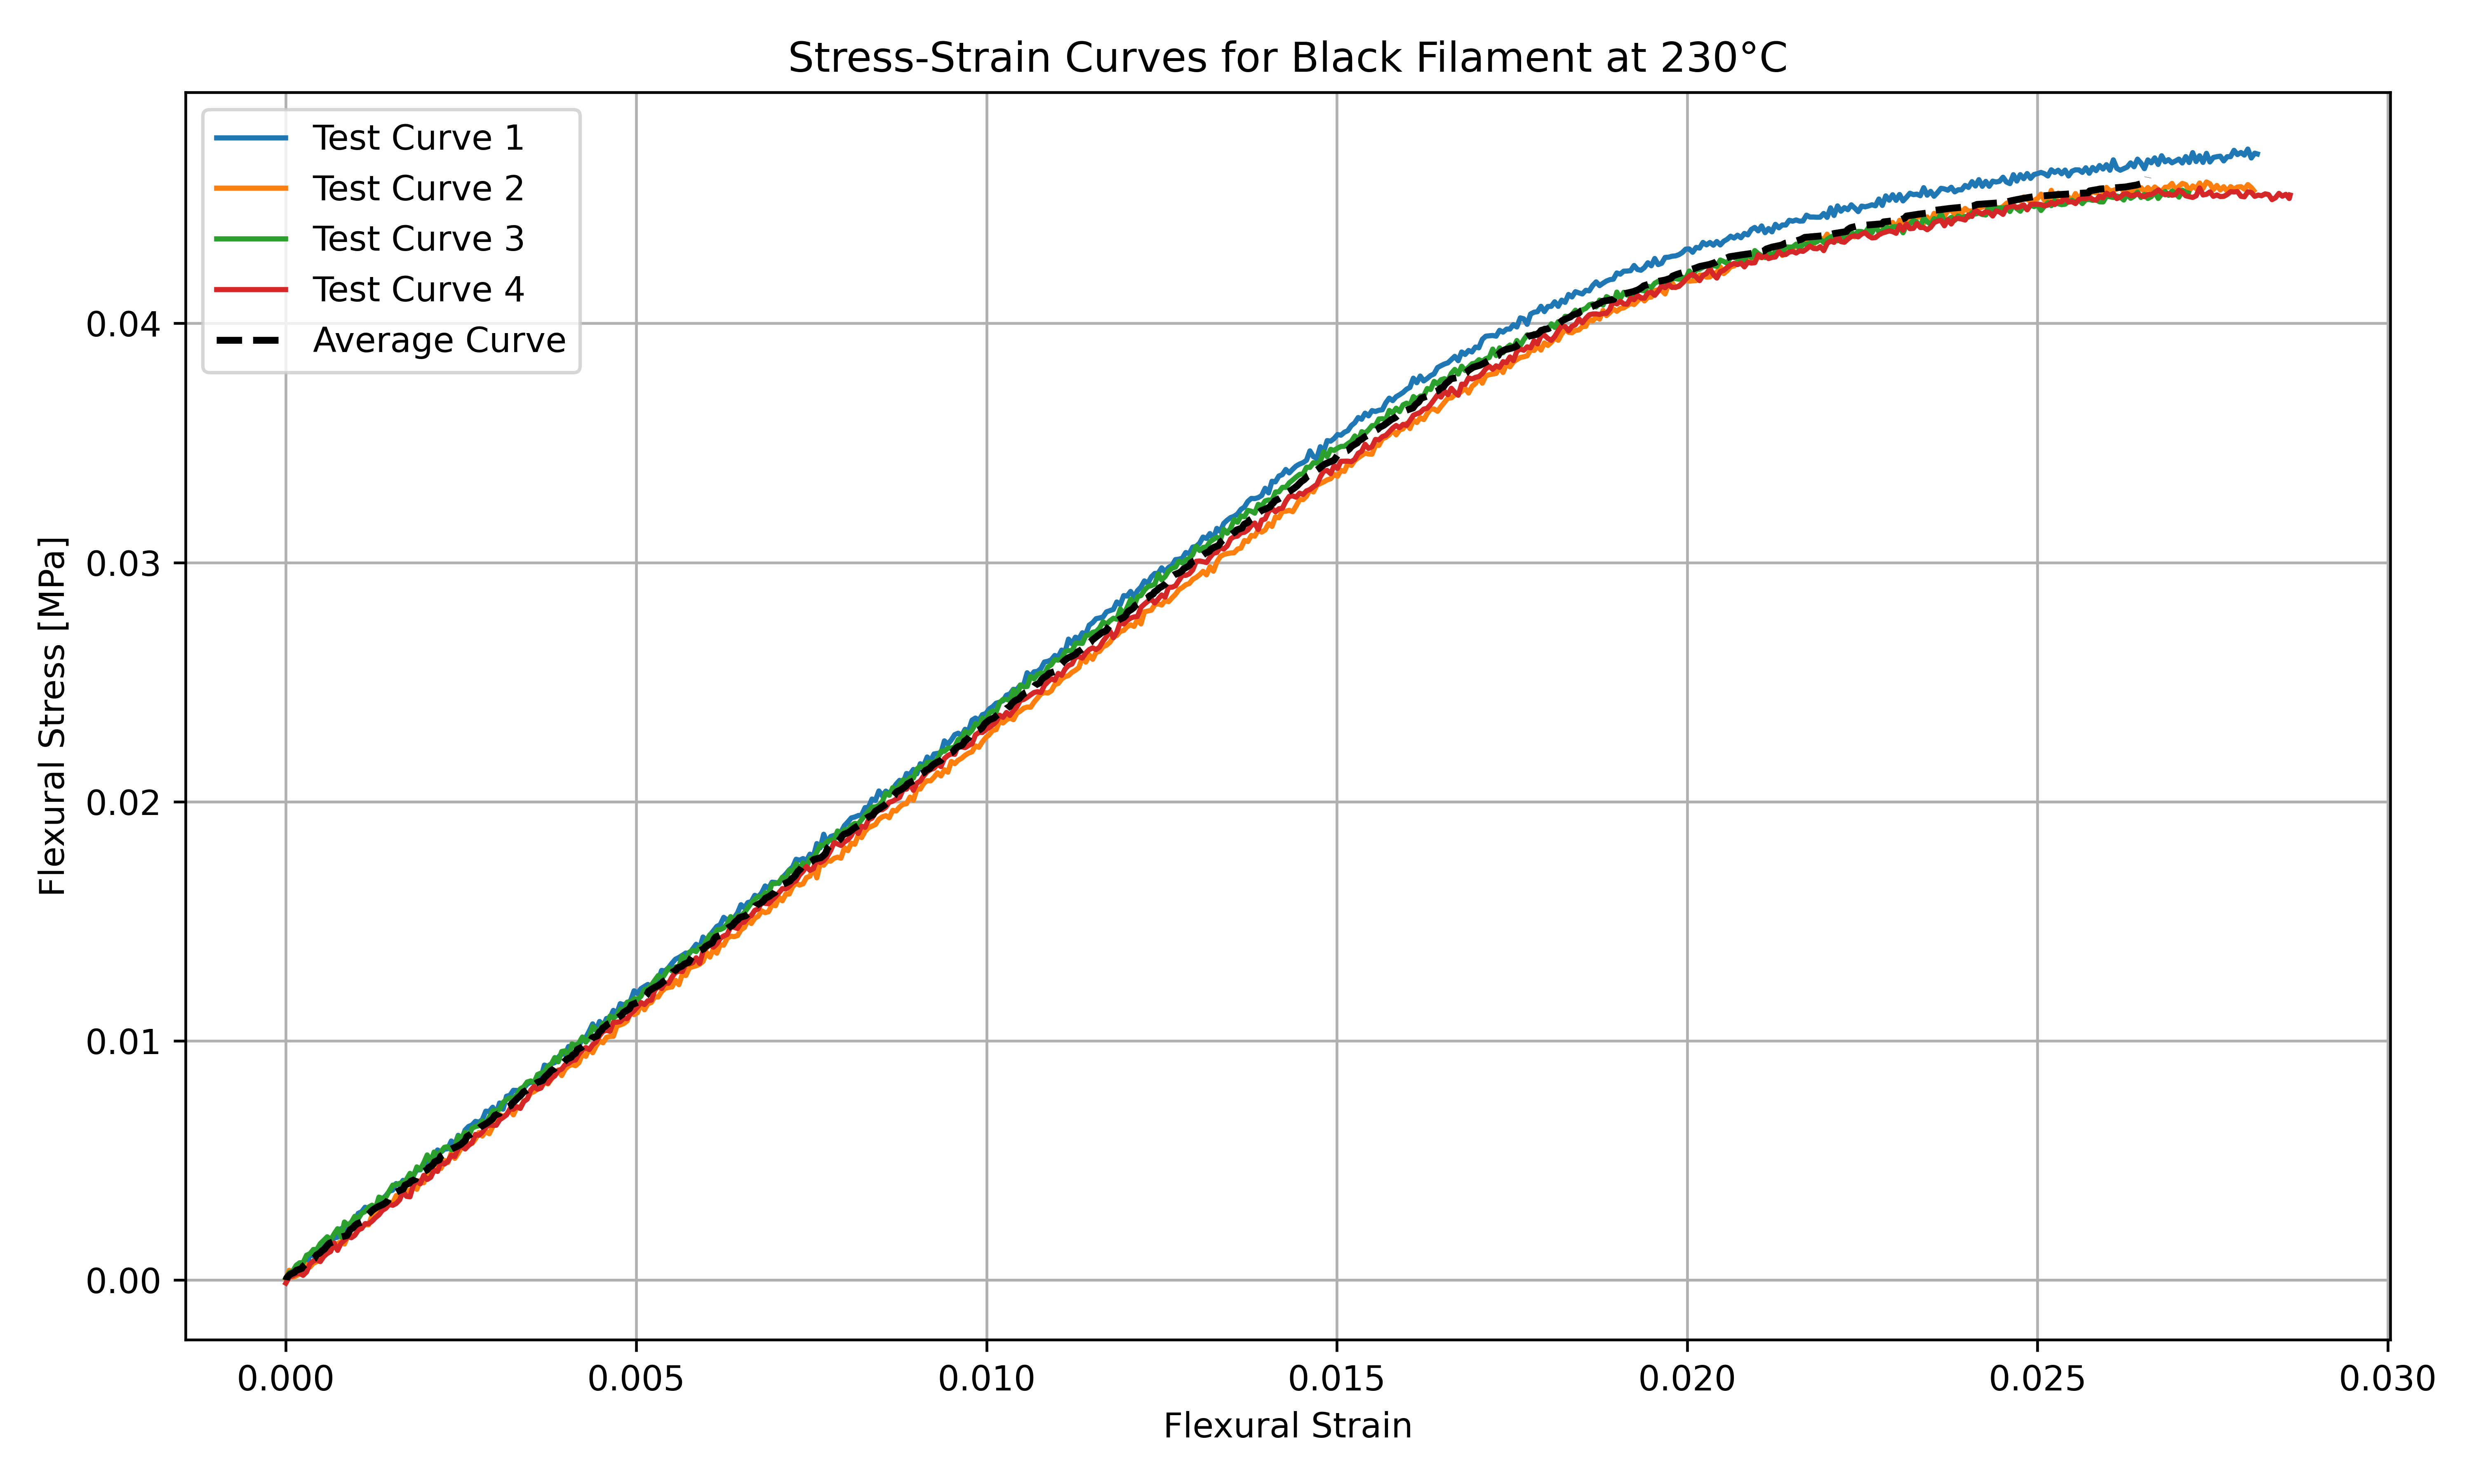 Stress-Strain Curves for Black Filament at 230°C
Test Curve 1
Test Curve 2
Test Curve 3
Test Curve 4
Average Curve
Flexural Stress [MPa]
0.04
0.03
0.02
0.01
0.00
0.000 0.005 0.010 0.015 0.020 0.025 0.030
Flexural Strain